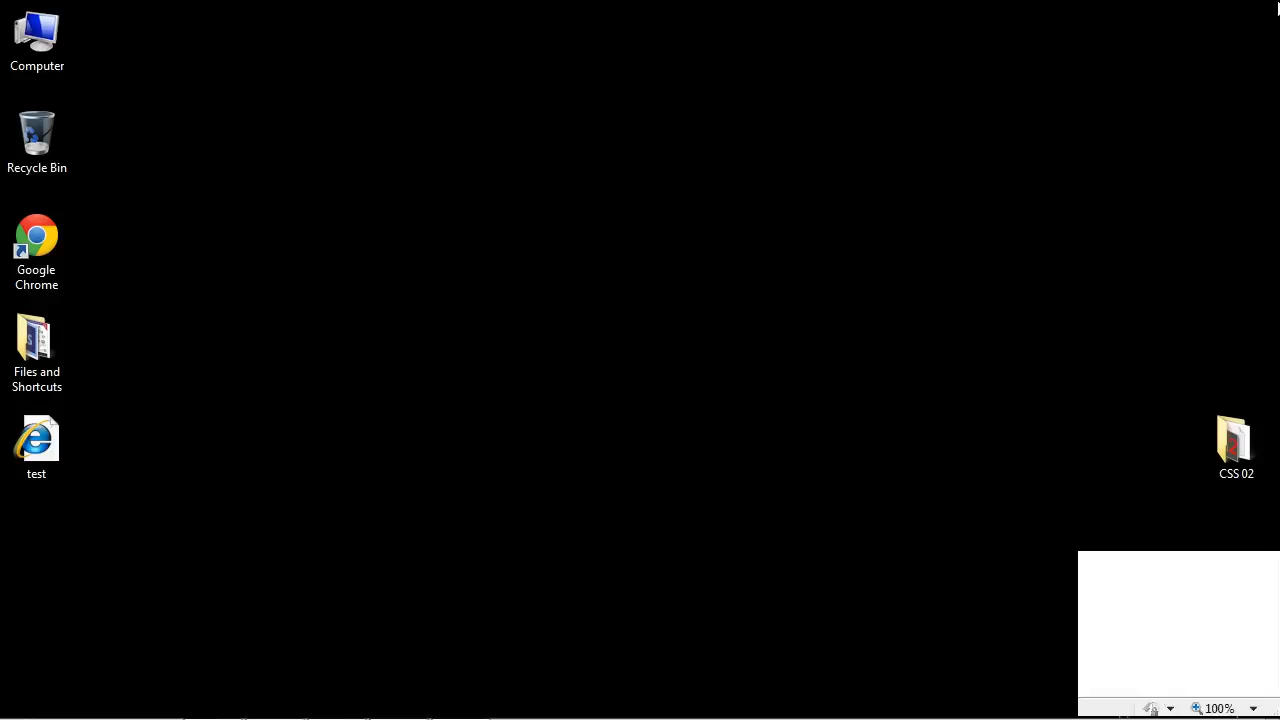 Computer
Recycle Bin
Google
Chrome
Files and
Shortcuts
test
CSS 02
100%